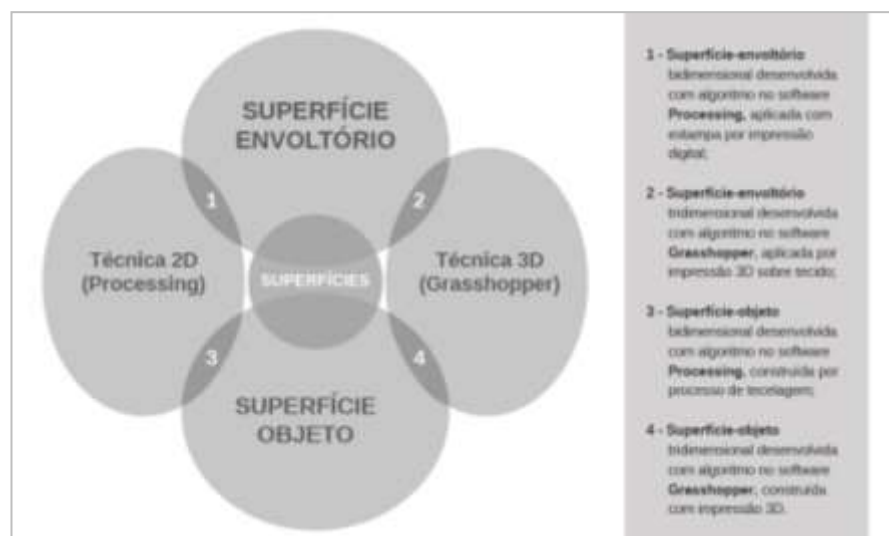 SUPERFÍCIE
ENVOLTÓRIO
1
2
Técnica 2D
(Processing)
SUPERFÍCIES
Técnica 3D
(Grasshopper)
3
4
SUPERFÍCIE
OBJETO
1 - Superfície-envoltório
bidimensional desenvolvida
com algoritmo no software
Processing, aplicada com
estampa por impressão
digital;
2 - Superfície-envoltório
tridimensional desenvolvida
com algoritmo no software
Grasshopper, aplicada por
impressão 3D sobre tecido;
3 - Superfície-objeto
bidimensional desenvolvida
com algoritmo no software
Processing, construída por
processo de tecelagem;
4 - Superfície-objeto
tridimensional desenvolvida
com algoritmo no software
Grasshopper, construída
com impressão 3D.